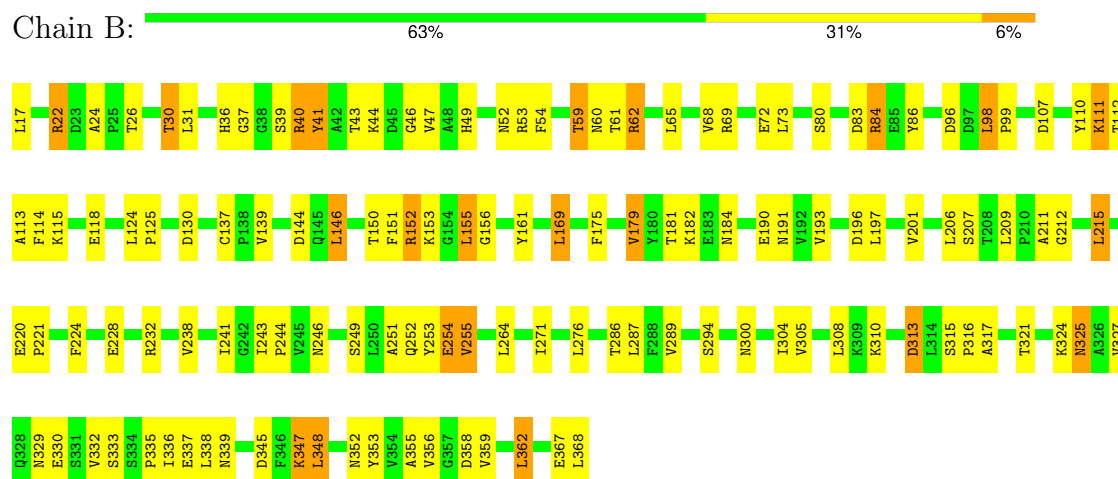 Chain B:
63% 31% 6%
L17 R22 D23 A24 P25 T26 T30 L31 H36 G37 G38 S39 R40 Y41 A42 T43 K44 D45 G46 V47 A48 H49 N52 R53 F54 T59 N60 T61 R62 L65 V68 R69 E72 L73 S80 D83 R84 E85 Y86 D96 D97 L98 P99 D107 Y110 K111 T112
A113 F114 K115 E118 L124 P125 D130 C137 P138 V139 D144 Q145 L146 T150 F151 R152 K153 G154 L155 G156 Y161 L169 F175 V179 Y180 T181 K182 E183 N184 E190 N191 V192 V193 D196 L197 V201 L206 S207 T208 L209 P210 A211 G212 L215
E220 P221 F224 E228 R232 V238 I241 G242 I243 P244 V245 N246 S249 L250 A251 Q252 Y253 E254 V255 L264 I271 L276 T286 L287 F288 V289 S294 N300 I304 V305 L308 K309 K310 D313 L314 S315 P316 A317 T321 K324 N325 A326 V327
Q328 N329 E330 S331 V332 S333 S334 P335 I336 E337 L338 N339 D345 F346 K347 L348 N352 Y353 V354 A355 V356 G357 D358 V359 L362 E367 L368